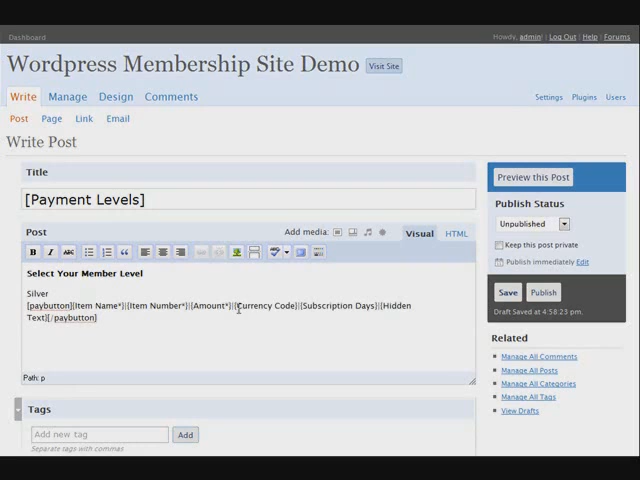 Dashboard
Howdy, admin! | Log Out | Help | Forums
Wordpress Membership Site Demo
Visit Site
Write Manage Design Comments
Settings Plugins Users
Post Page Link Email
Write Post
Title
[Payment Levels]
Post
Add media:
Visual
HTML
B I ABC
ABC
Select Your Member Level
Silver
[paybutton][Item Name*]|[Item Number*]|[Amount*]|[Currency Code]|[Subscription Days]|[Hidden
Text][/paybutton]
Path: p
Tags
Add new tag
Add
Separate tags with commas
Preview this Post
Publish Status
Unpublished
Keep this post private
Publish immediately Edit
Save
Publish
Draft Saved at 4:58:23 pm.
Related
Manage All Comments
Manage All Posts
Manage All Categories
Manage All Tags
View Drafts